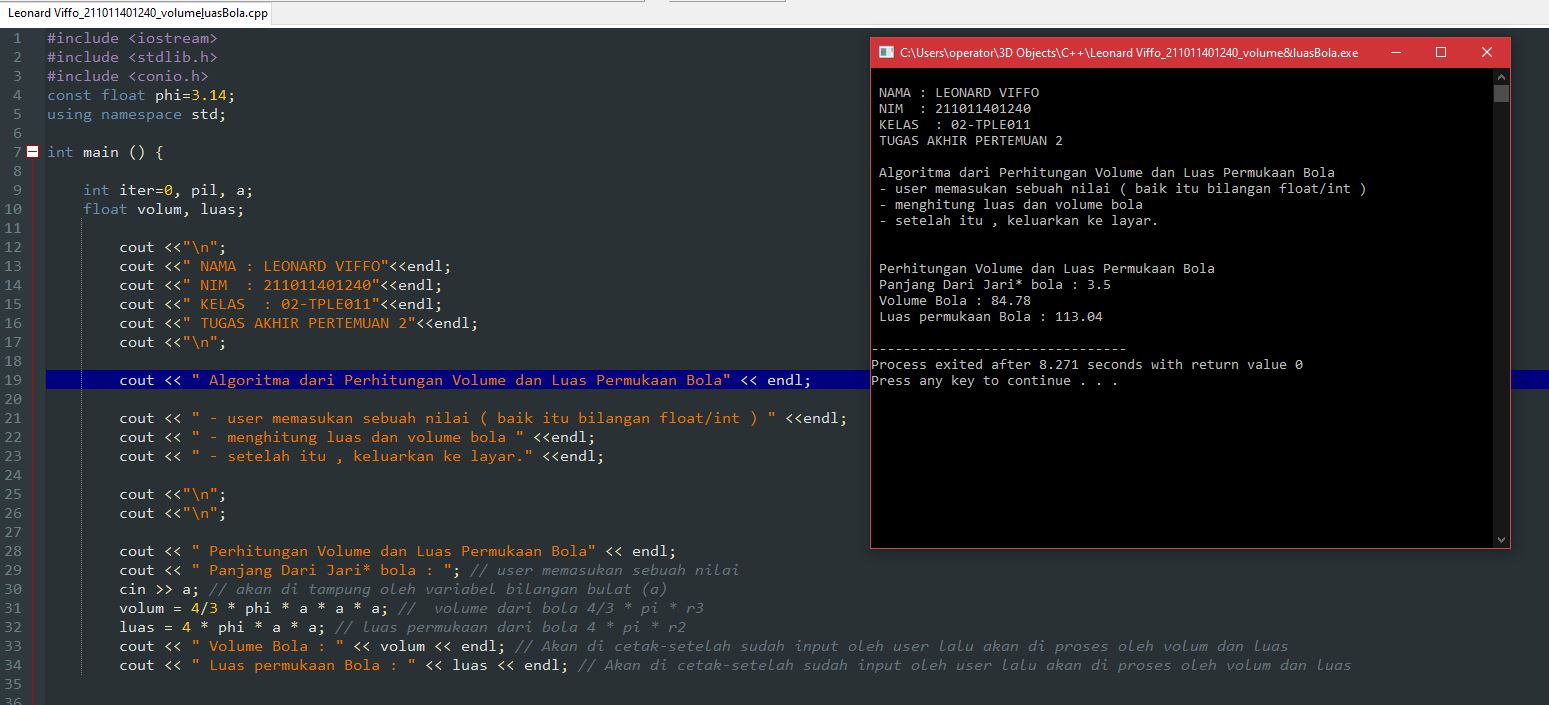 Leonard Viffo_211011401240_volumeluasBola.cpp
1 #include <iostream>
2 #include <stdlib.h>
3 #include <conio.h>
4 const float phi=3.14;
5 using namespace std;
6
7 int main () {
8
9 int iter=0, pil, a;
10 float volum, luas;
11
12 cout <<"\n";
13 cout <<" NAMA : LEONARD VIFFO"<<endl;
14 cout <<" NIM  : 211011401240"<<endl;
15 cout <<" KELAS  : 02-TPLE011"<<endl;
16 cout <<" TUGAS AKHIR PERTEMUAN 2"<<endl;
17 cout <<"\n";
18
19 cout << " Algoritma dari Perhitungan Volume dan Luas Permukaan Bola" << endl;
20
21 cout << " - user memasukan sebuah nilai ( baik itu bilangan float/int ) " <<endl;
22 cout << " - menghitung luas dan volume bola " <<endl;
23 cout << " - setelah itu , keluarkan ke layar." <<endl;
24
25 cout <<"\n";
26 cout <<"\n";
27
28 cout << " Perhitungan Volume dan Luas Permukaan Bola" << endl;
29 cout << " Panjang Dari Jari* bola : "; // user memasukan sebuah nilai
30 cin >> a; // akan di tampung oleh variabel bilangan bulat (a)
31 volum = 4/3 * phi * a * a * a; //  volume dari bola 4/3 * pi * r3
32 luas = 4 * phi * a * a; // luas permukaan dari bola 4 * pi * r2
33 cout << " Volume Bola : " << volum << endl; // Akan di cetak-setelah sudah input oleh user lalu akan di proses oleh volum dan luas
34 cout << " Luas permukaan Bola : " << luas << endl; // Akan di cetak-setelah sudah input oleh user lalu akan di proses oleh volum dan luas
35
36
C:\Users\operator\3D Objects\C++\Leonard Viffo_211011401240_volume&luasBola.exe
NAMA : LEONARD VIFFO
NIM  : 211011401240
KELAS  : 02-TPLE011
TUGAS AKHIR PERTEMUAN 2
Algoritma dari Perhitungan Volume dan Luas Permukaan Bola
- user memasukan sebuah nilai ( baik itu bilangan float/int )
- menghitung luas dan volume bola
- setelah itu , keluarkan ke layar.
Perhitungan Volume dan Luas Permukaan Bola
Panjang Dari Jari* bola : 3.5
Volume Bola : 84.78
Luas permukaan Bola : 113.04
--------------------------------
Process exited after 8.271 seconds with return value 0
Press any key to continue . . .